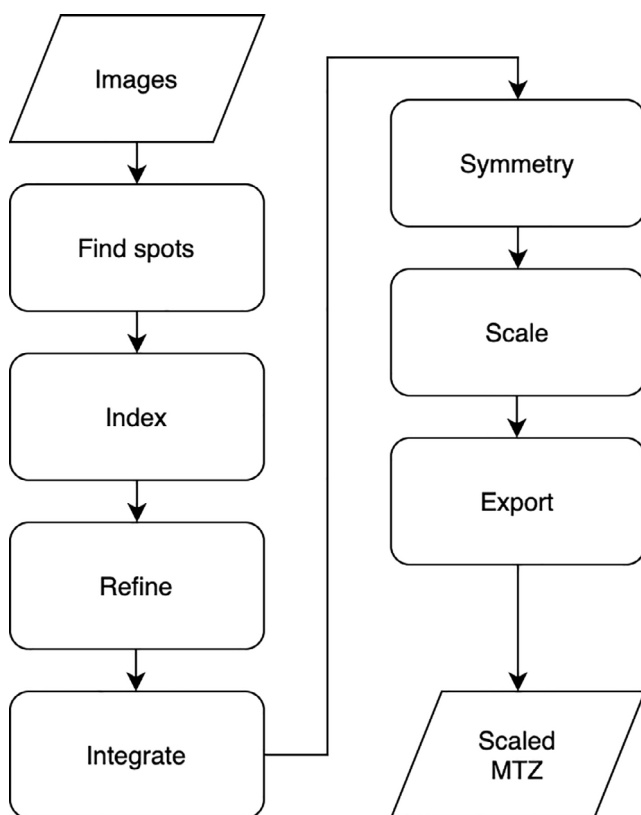 Images
Find spots
Index
Refine
Integrate
Symmetry
Scale
Export
Scaled
MTZ